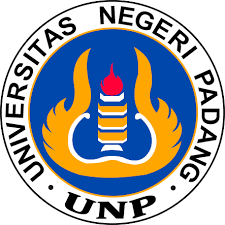 · UNIVERSITAS NEGERI PADANG ·
UNP